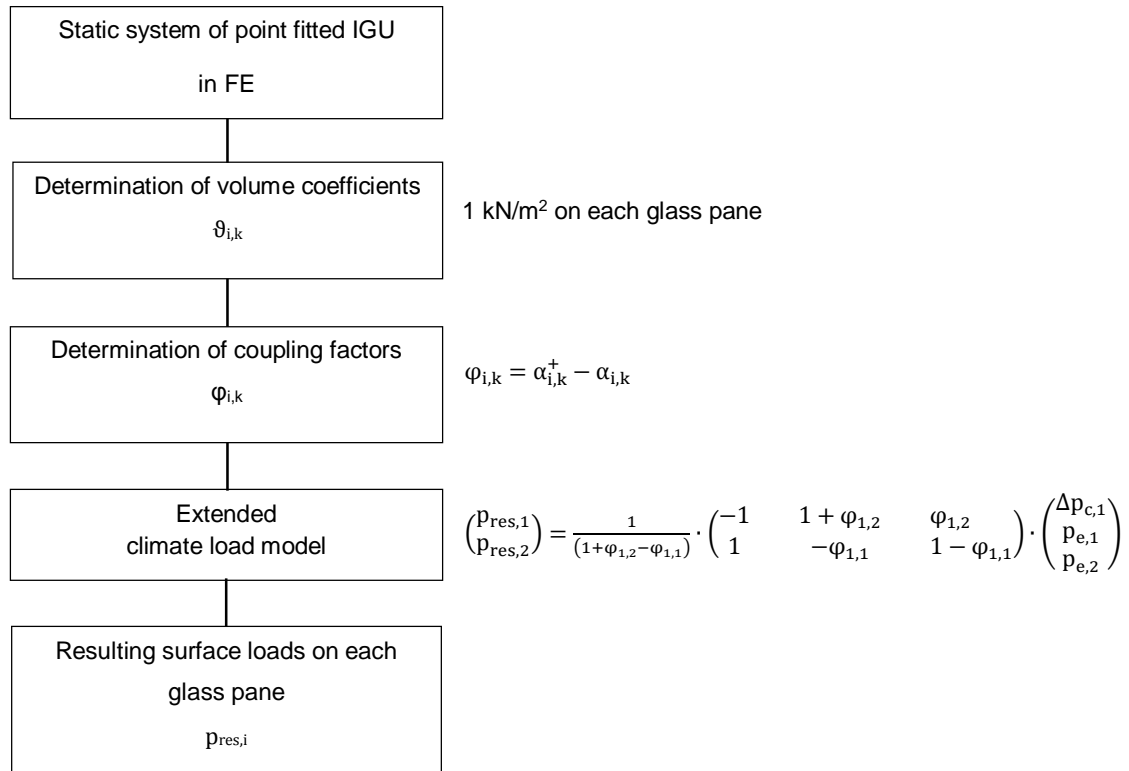 Static system of point fitted IGU
in FE
Determination of volume coefficients
ϑi,k
1 kN/m² on each glass pane
Determination of coupling factors
φi,k
φi,k = α⁺i,k − αi,k
Extended
climate load model
(pres,1 pres,2) = 1/(1+φ1,2−φ1,1) · (−1 1 + φ1,2 φ1,2; 1 −φ1,1 1 − φ1,1) · (Δpc,1 pe,1 pe,2)
Resulting surface loads on each
glass pane
pres,i